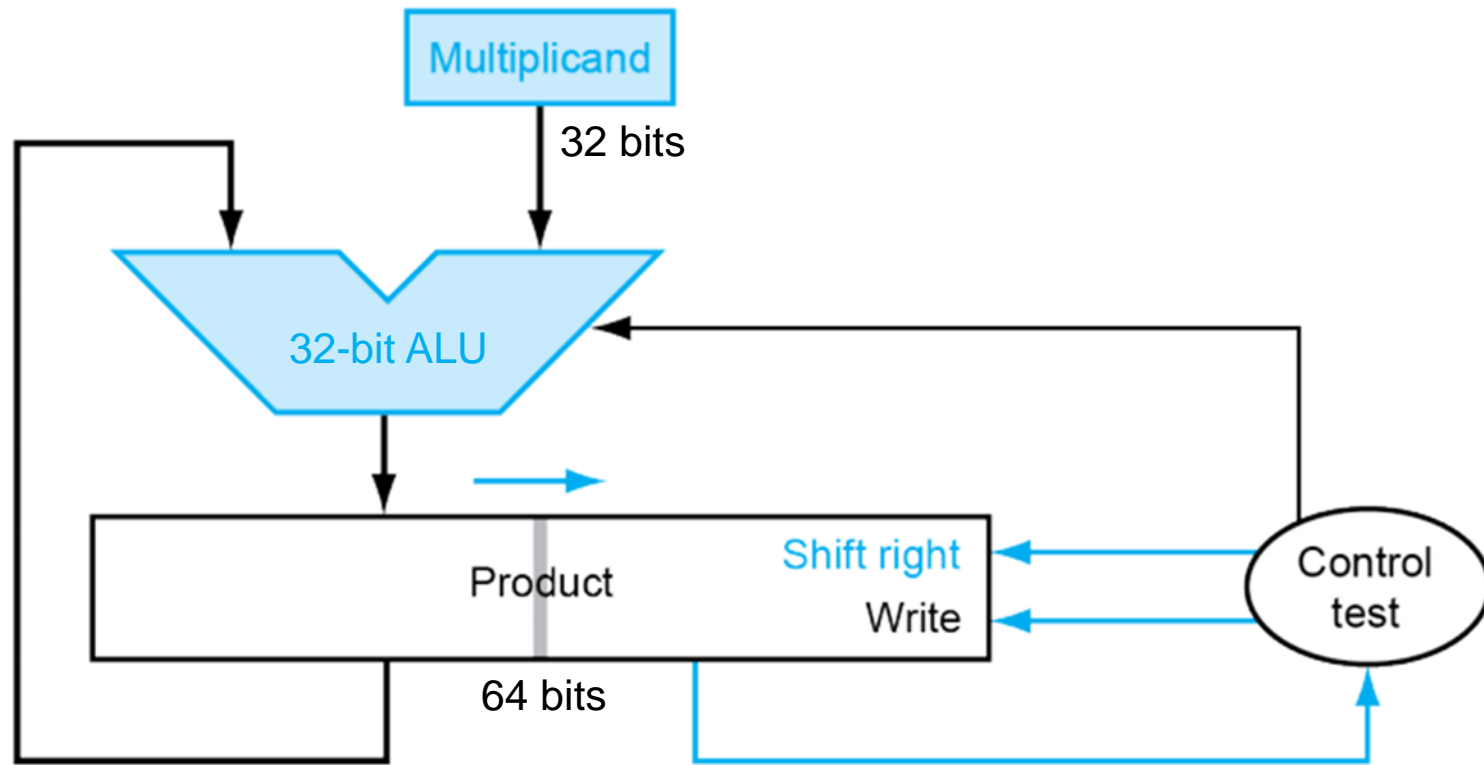 Multiplicand
32 bits
32-bit ALU
Shift right
Product
Write
Control
test
64 bits